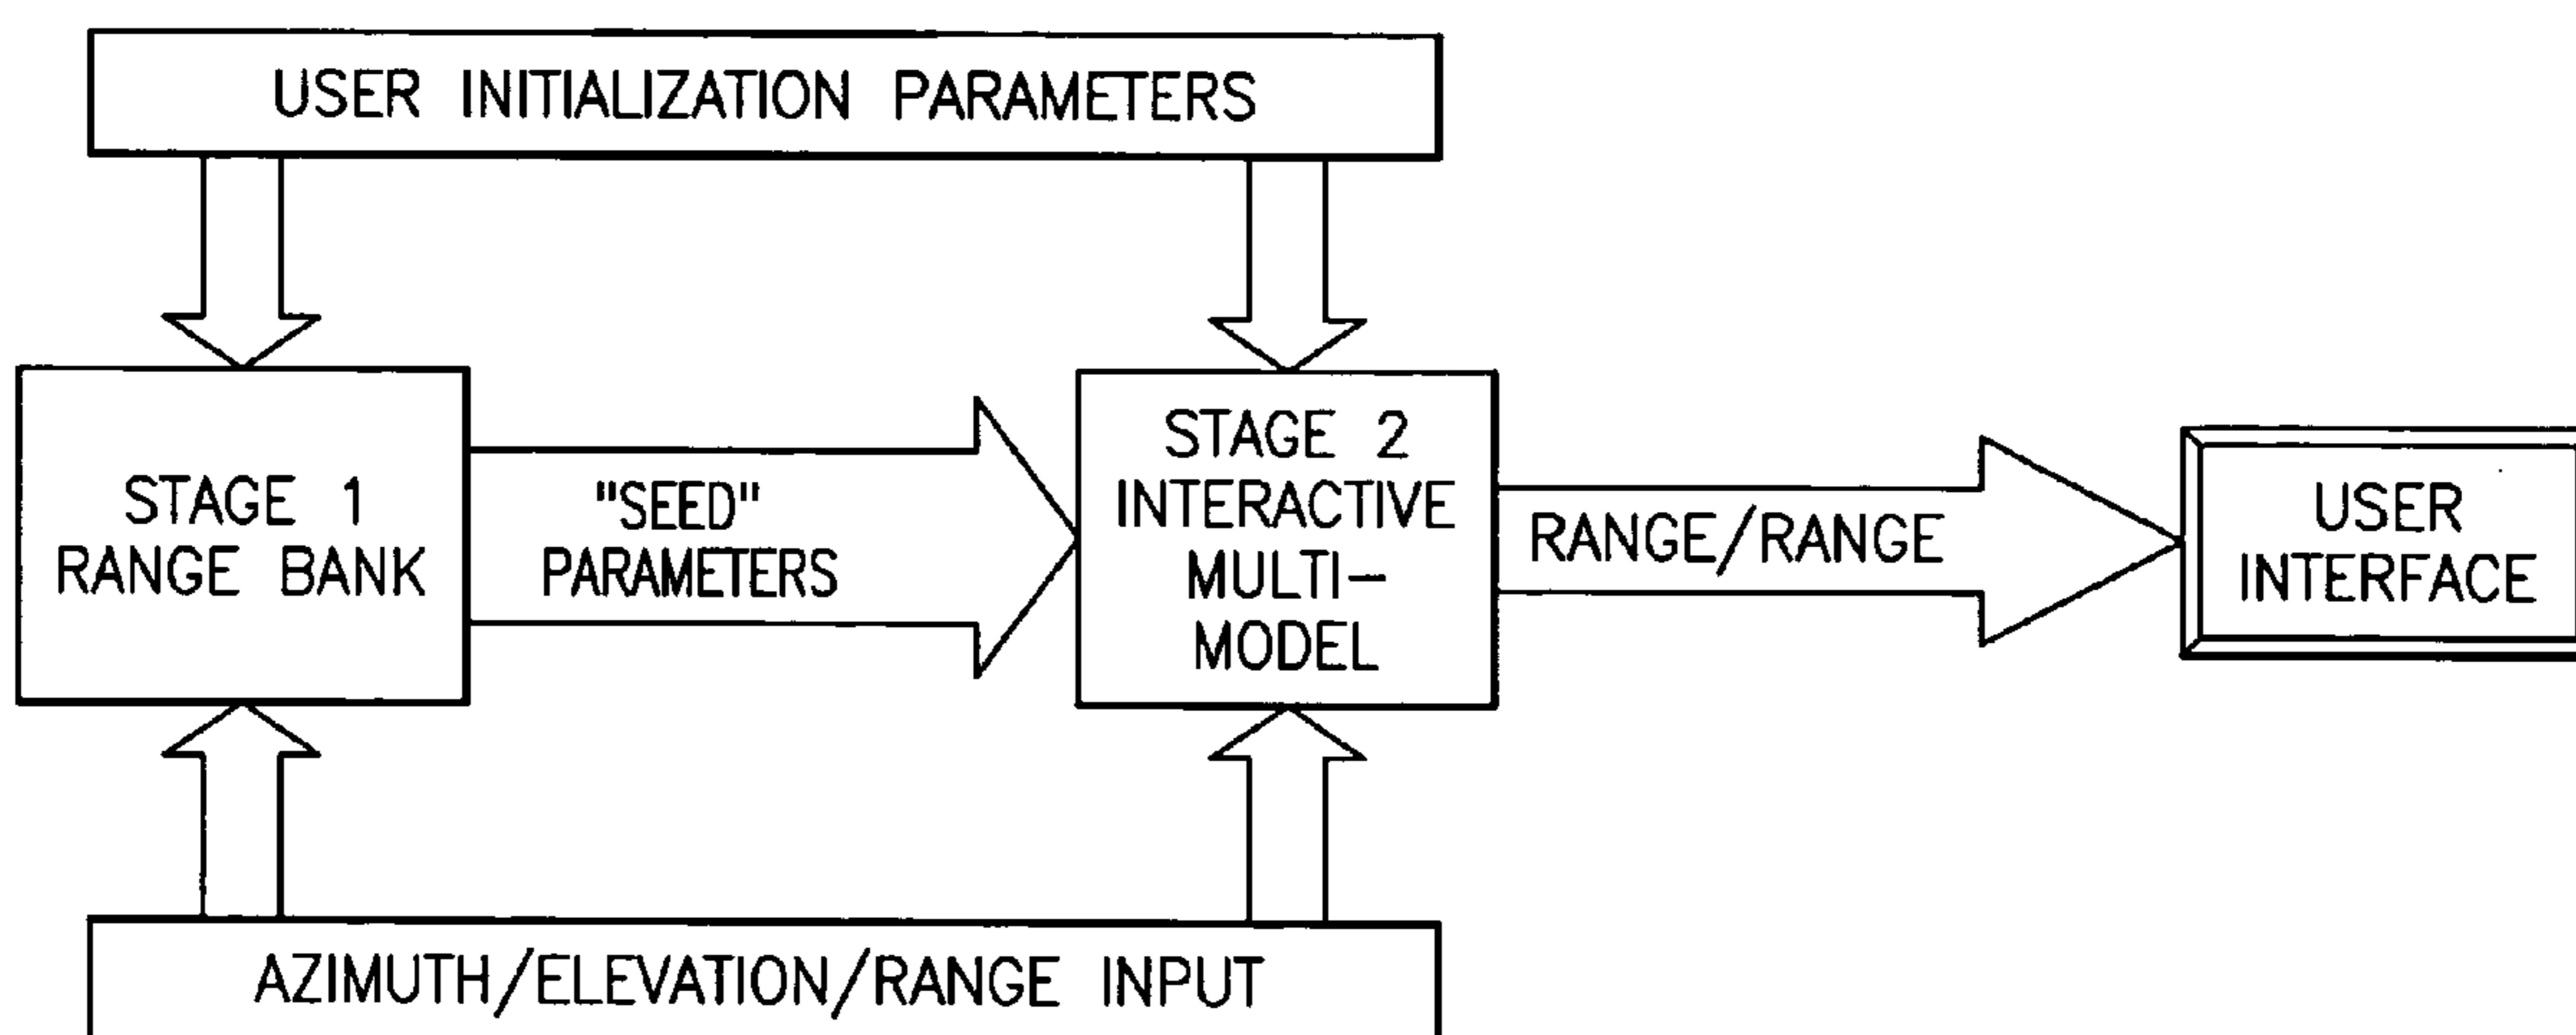 USER INITIALIZATION PARAMETERS
STAGE 1
RANGE BANK
"SEED"
PARAMETERS
STAGE 2
INTERACTIVE
MULTI-
MODEL
RANGE/RANGE
USER
INTERFACE
AZIMUTH/ELEVATION/RANGE INPUT